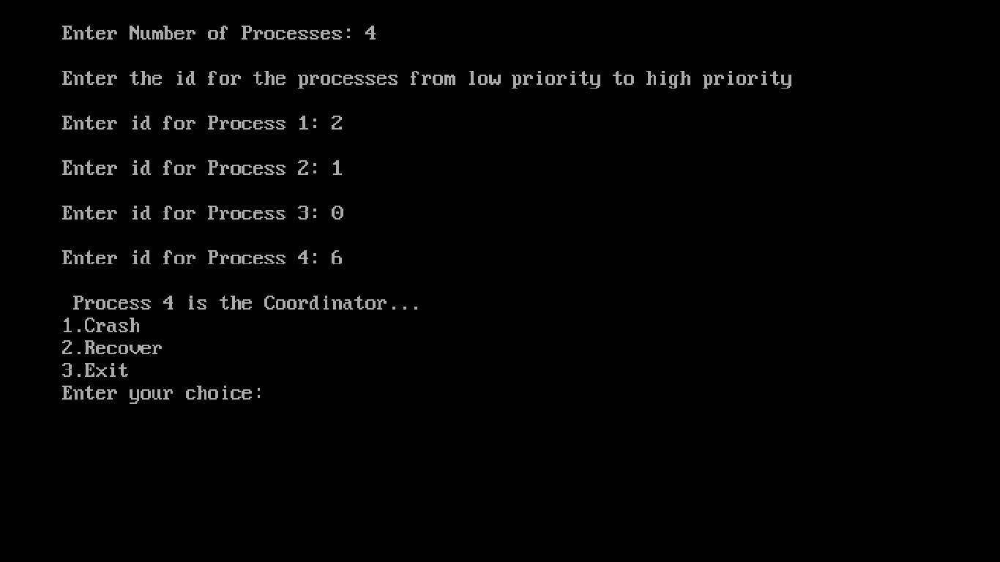 Enter Number of Processes: 4
Enter the id for the processes from low priority to high priority
Enter id for Process 1: 2
Enter id for Process 2: 1
Enter id for Process 3: 0
Enter id for Process 4: 6
Process 4 is the Coordinator...
1.Crash
2.Recover
3.Exit
Enter your choice: